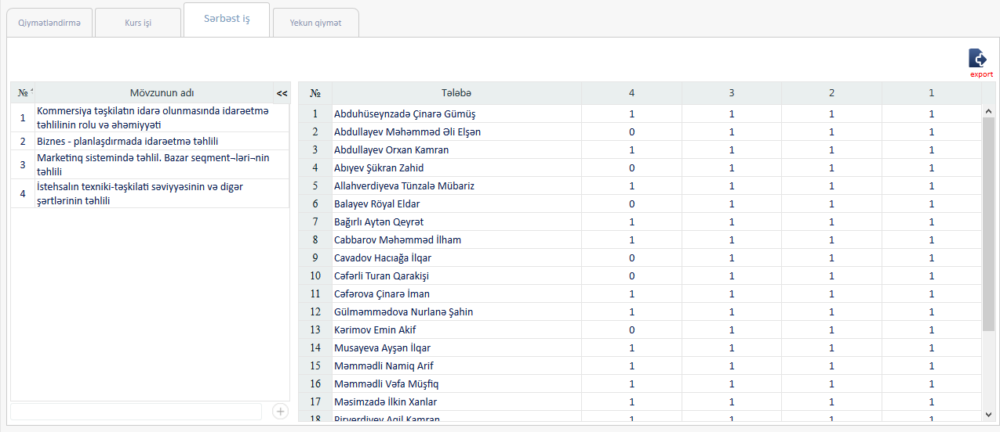 Qiymətləndirmə Kurs işi Sərbəst iş Yekun qiymət
export
№ Mövzunun adı <<
1 Kommersiya təşkilatın idarə olunmasında idarəetmə
təhlilinin rolu və əhəmiyyəti
2 Biznes - planlaşdırmada idarəetmə təhlili
3 Marketinq sistemində təhlil. Bazar seqment¬ləri¬nin
təhlili
4 İstehsalın texniki-təşkilati səviyyəsinin və digər
şərtlərinin təhlili
№ Tələbə 4 3 2 1
1 Abduhüseynzadə Çinarə Gümüş 1 1 1 1
2 Abdullayev Məhəmməd Əli Elşən 0 1 1 1
3 Abdullayev Orxan Kamran 1 1 1 1
4 Abıyev Şükran Zahid 0 1 1 1
5 Allahverdiyeva Tünzalə Mübariz 1 1 1 1
6 Balayev Röyal Eldar 0 1 1 1
7 Bağırlı Aytən Qeyrət 1 1 1 1
8 Cabbarov Məhəmməd İlham 1 1 1 1
9 Cavadov Hacıağa İlqar 0 1 1 1
10 Cəfərli Turan Qarakişi 0 1 1 1
11 Cəfərova Çinarə İman 1 1 1 1
12 Gülməmmədova Nurlanə Şahin 1 1 1 1
13 Kərimov Emin Akif 0 1 1 1
14 Musayeva Ayşən İlqar 1 1 1 1
15 Məmmədli Namiq Arif 1 1 1 1
16 Məmmədli Vəfa Müşfiq 1 1 1 1
17 Məsimzadə İlkin Xanlar 1 1 1 1
18 Pirverdiyev Aqil Kamran 1 1 1 1